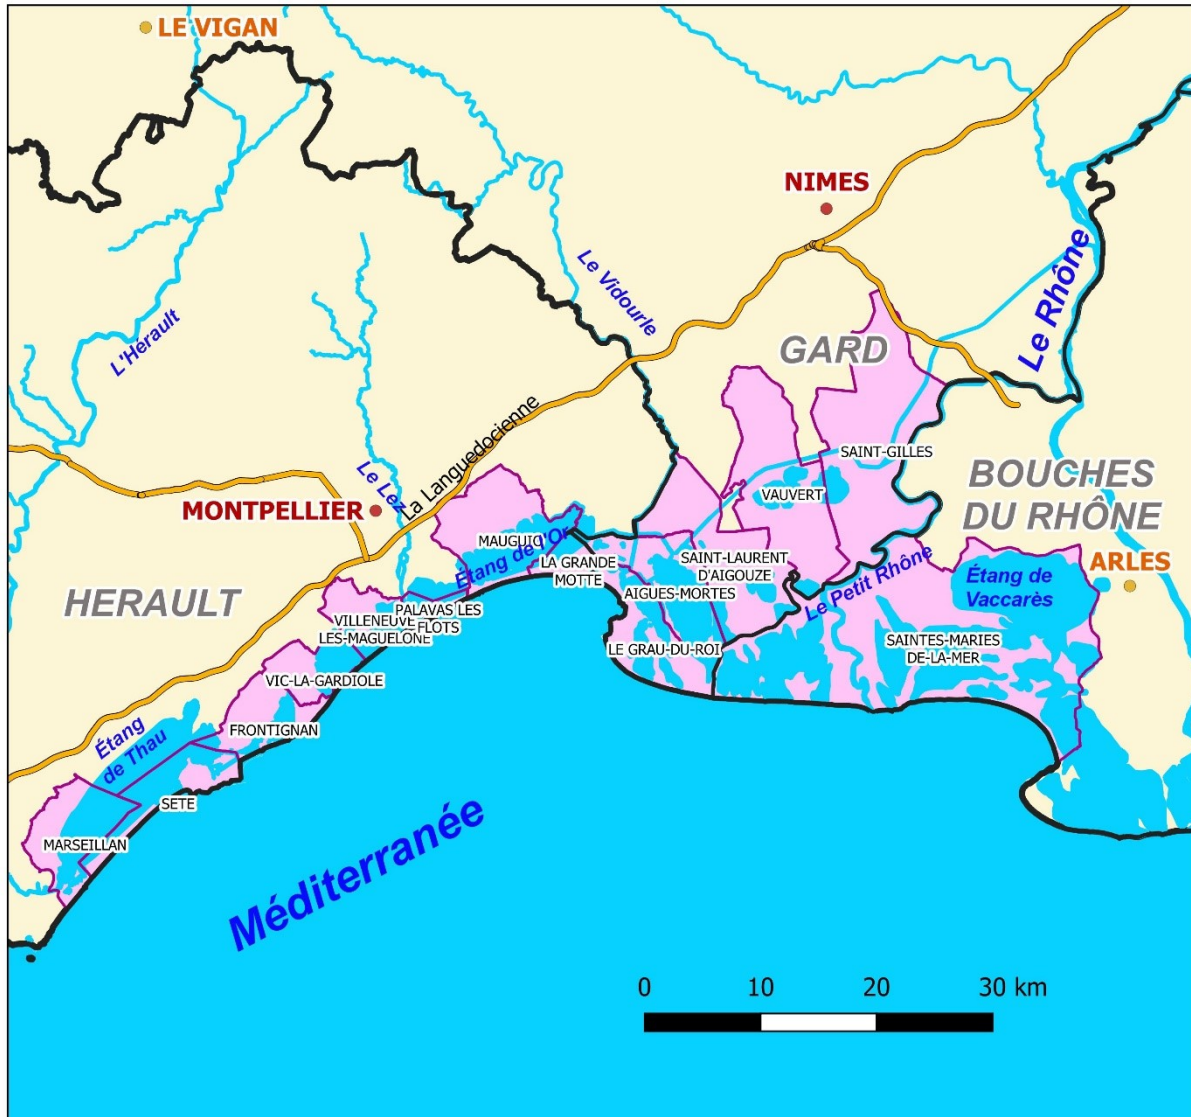 LE VIGAN
NIMES
Le Vidourle
Le Rhône
L'Hérault
GARD
La Languedocienne
Le Lez
SAINT-GILLES
BOUCHES
DU RHÔNE
VAUVERT
MONTPELLIER
MAUGUIO
Étang de l'Or
LA GRANDE
MOTTE
SAINT-LAURENT
D'AIGOUZE
ARLES
Le Petit Rhône
Étang de
Vaccarès
AIGUES-MORTES
HERAULT
PALAVAS LES
FLOTS
VILLENEUVE
LES-MAGUELONE
LE GRAU-DU-ROI
SAINTES-MARIES
DE-LA-MER
VIC-LA-GARDIOLE
FRONTIGNAN
Étang
de Thau
SETE
MARSEILLAN
Méditerranée
0 10 20 30 km